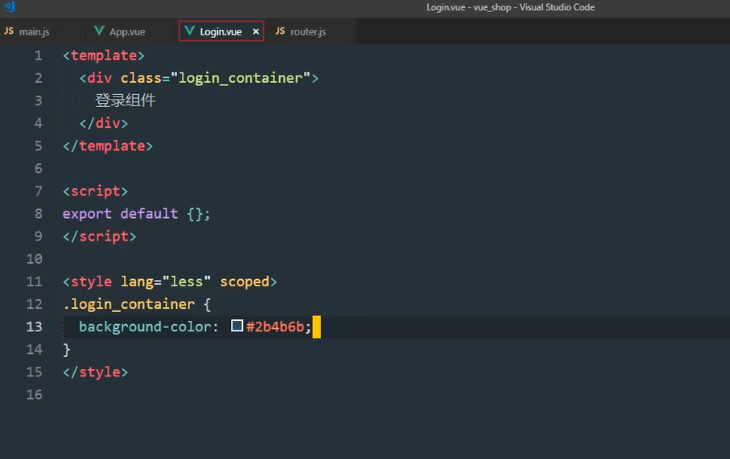 Login.vue - vue_shop - Visual Studio Code
JS main.js App.vue Login.vue × JS router.js
1 <template>
2 <div class="login_container">
3 登录组件
4 </div>
5 </template>
6
7 <script>
8 export default {};
9 </script>
10
11 <style lang="less" scoped>
12 .login_container {
13 background-color: #2b4b6b;
14 }
15 </style>
16